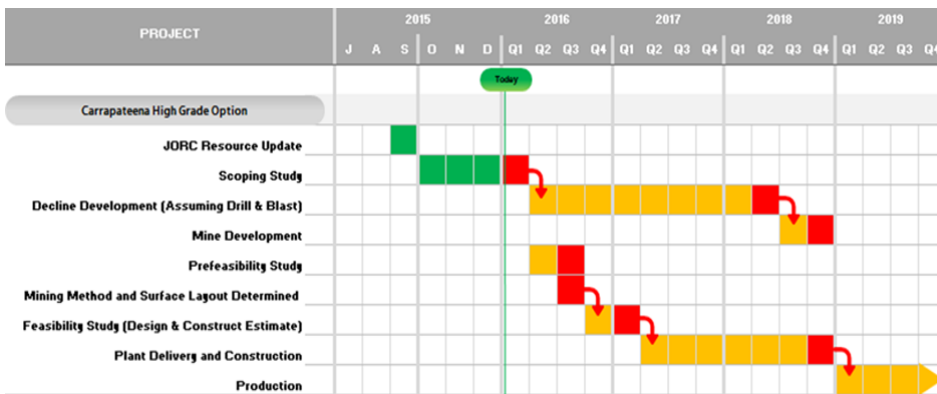 PROJECT
2015 2016 2017 2018 2019
J A S O N D Q1 Q2 Q3 Q4 Q1 Q2 Q3 Q4 Q1 Q2 Q3 Q4 Q1 Q2 Q3 Q4
Today
Carrapateena High Grade Option
JORC Resource Update
Scoping Study
Decline Development (Assuming Drill & Blast)
Mine Development
Prefeasibility Study
Mining Method and Surface Layout Determined
Feasibility Study (Design & Construct Estimate)
Plant Delivery and Construction
Production